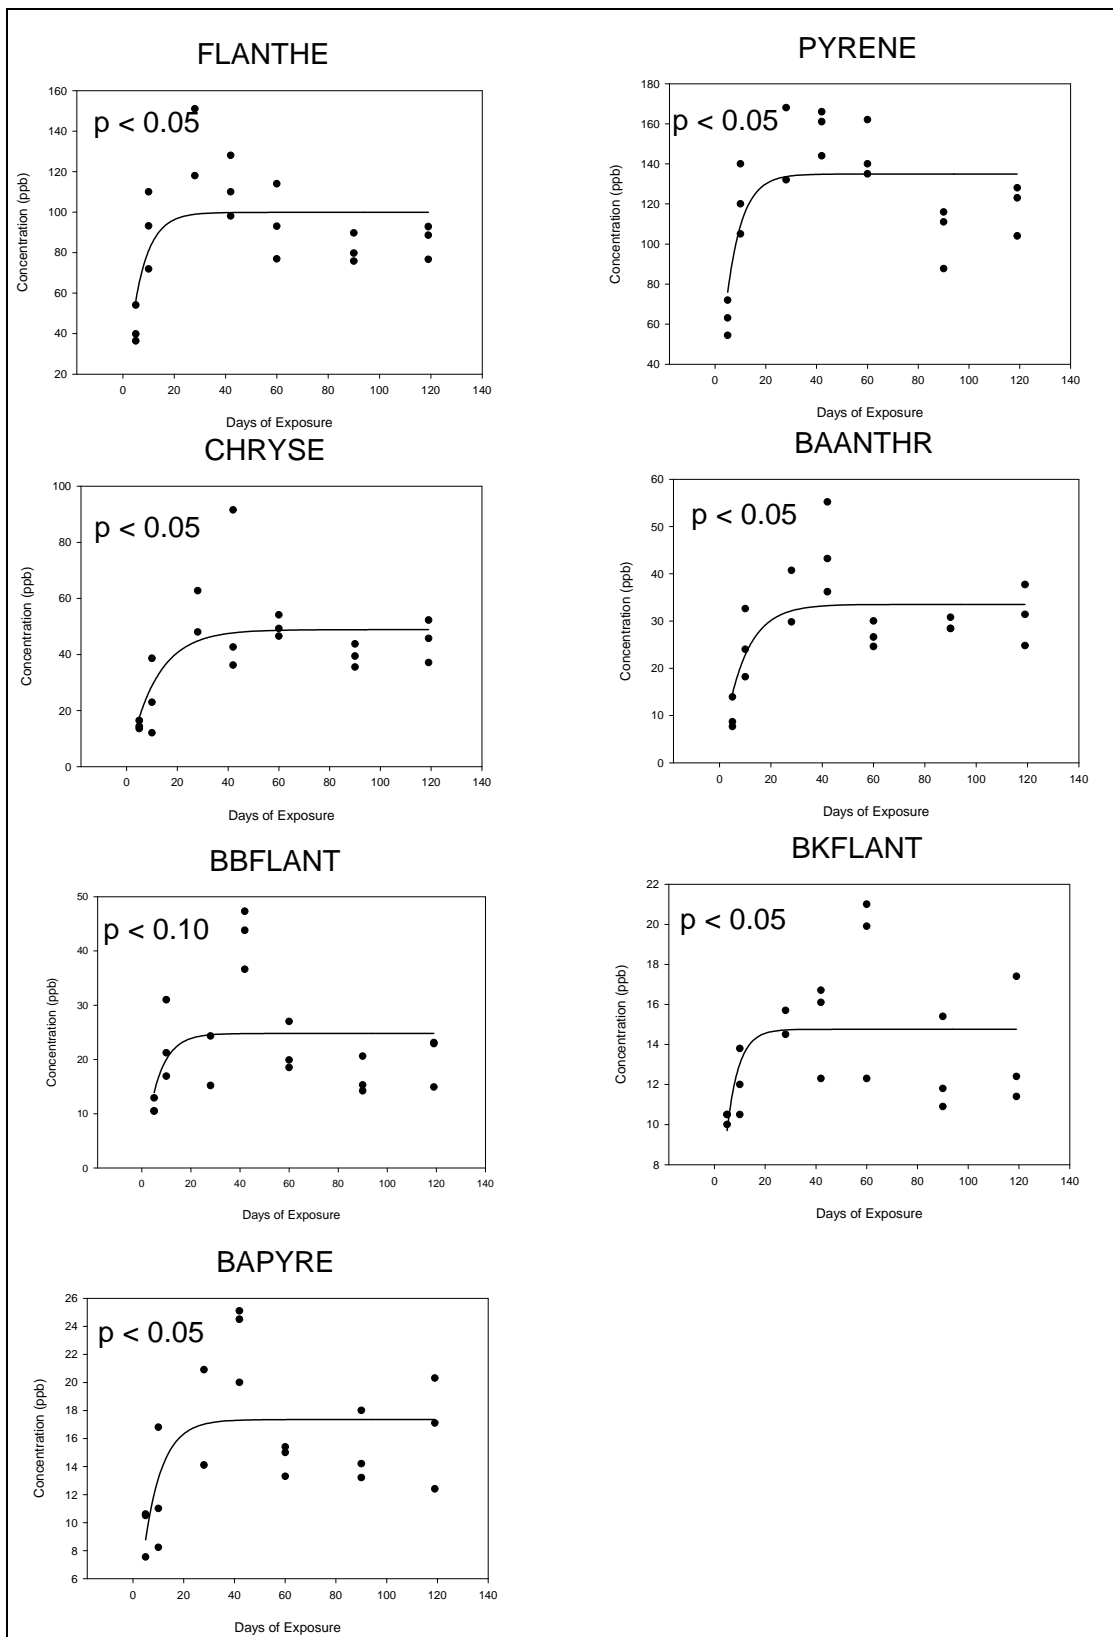 FLANTHE
p < 0.05
Concentration (ppb)
160
140
120
100
80
60
40
20
0 20 40 60 80 100 120 140
Days of Exposure
PYRENE
p < 0.05
Concentration (ppb)
180
160
140
120
100
80
60
40
0 20 40 60 80 100 120 140
Days of Exposure
CHRYSE
p < 0.05
Concentration (ppb)
100
80
60
40
20
0
0 20 40 60 80 100 120 140
Days of Exposure
BAANTHR
p < 0.05
Concentration (ppb)
60
50
40
30
20
10
0
0 20 40 60 80 100 120 140
Days of Exposure
BBFLANT
p < 0.10
Concentration (ppb)
50
40
30
20
10
0
0 20 40 60 80 100 120 140
Days of Exposure
BKFLANT
p < 0.05
Concentration (ppb)
22
20
18
16
14
12
10
8
0 20 40 60 80 100 120 140
Days of Exposure
BAPYRE
p < 0.05
Concentration (ppb)
26
24
22
20
18
16
14
12
10
8
6
0 20 40 60 80 100 120 140
Days of Exposure